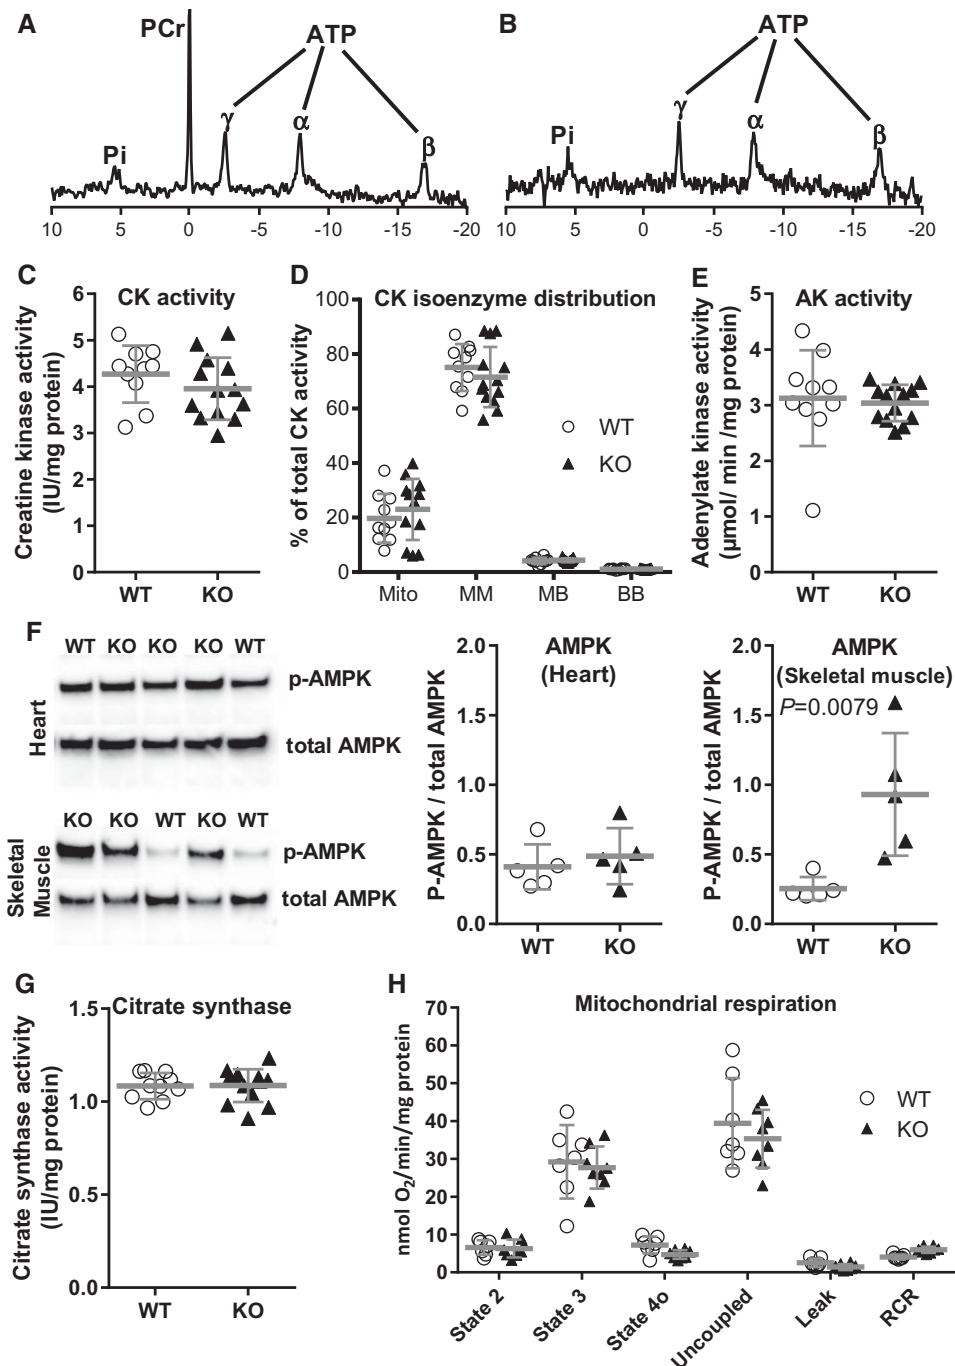 A
PCr
ATP
γ
α
β
Pi
10 5 0 -5 -10 -15 -20
B
ATP
γ
α
β
Pi
10 5 0 -5 -10 -15 -20
C
CK activity
Creatine kinase activity
(IU/mg protein)
6
5
4
3
2
1
0
WT KO
D
CK isoenzyme distribution
% of total CK activity
100
80
60
40
20
0
WT
KO
Mito MM MB BB
E
AK activity
Adenylate kinase activity
(µmol/ min /mg protein)
5
4
3
2
1
0
WT KO
F
WT KO KO KO WT
Heart
p-AMPK
total AMPK
KO KO WT KO WT
Skeletal
Muscle
p-AMPK
total AMPK
AMPK
(Heart)
P-AMPK / total AMPK
2.0
1.5
1.0
0.5
0.0
WT KO
AMPK
(Skeletal muscle)
P=0.0079
P-AMPK / total AMPK
2.0
1.5
1.0
0.5
0.0
WT KO
G
Citrate synthase
Citrate synthase activity
(IU/mg protein)
1.5
1.0
0.5
0.0
WT KO
H
Mitochondrial respiration
nmol O₂/min/mg protein
70
60
50
40
30
20
10
0
WT
KO
State 2 State 3 State 4o Uncoupled Leak RCR